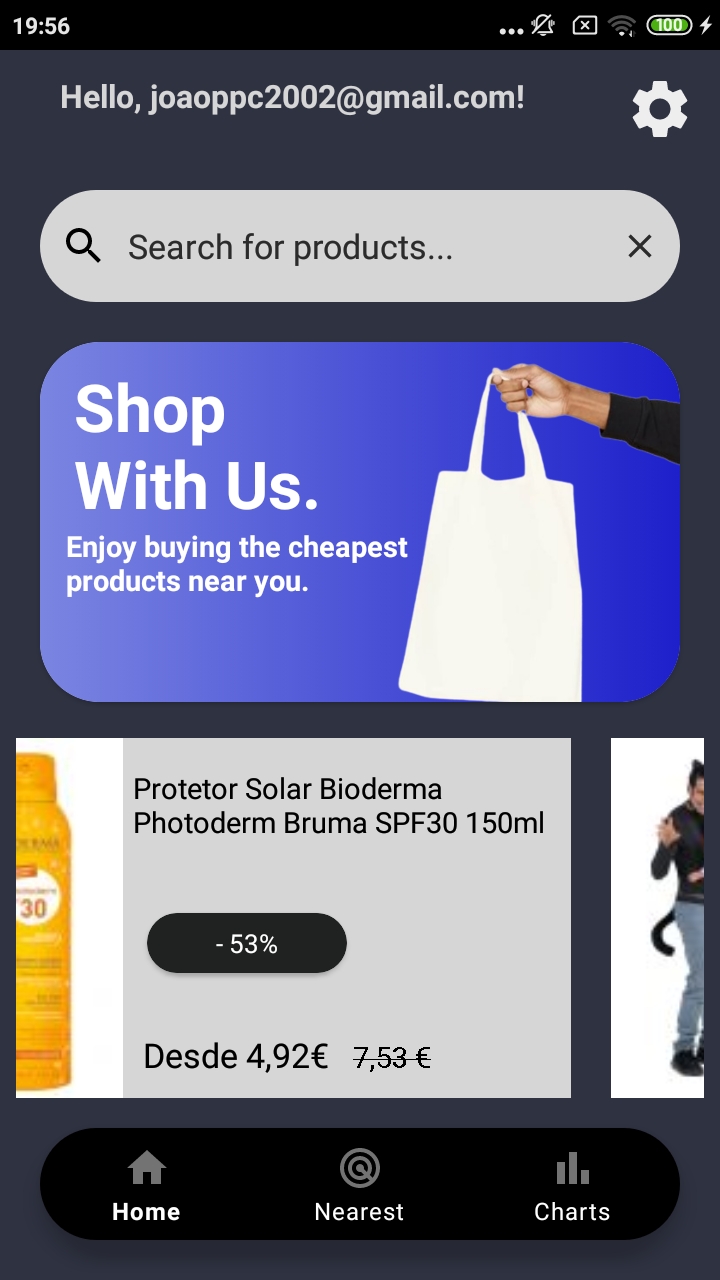 19:56
100
Hello, joaoppc2002@gmail.com!
Search for products...
Shop
With Us.
Enjoy buying the cheapest
products near you.
Protetor Solar Bioderma
Photoderm Bruma SPF30 150ml
30
- 53%
Desde 4,92€ 7,53 €
Home Nearest Charts